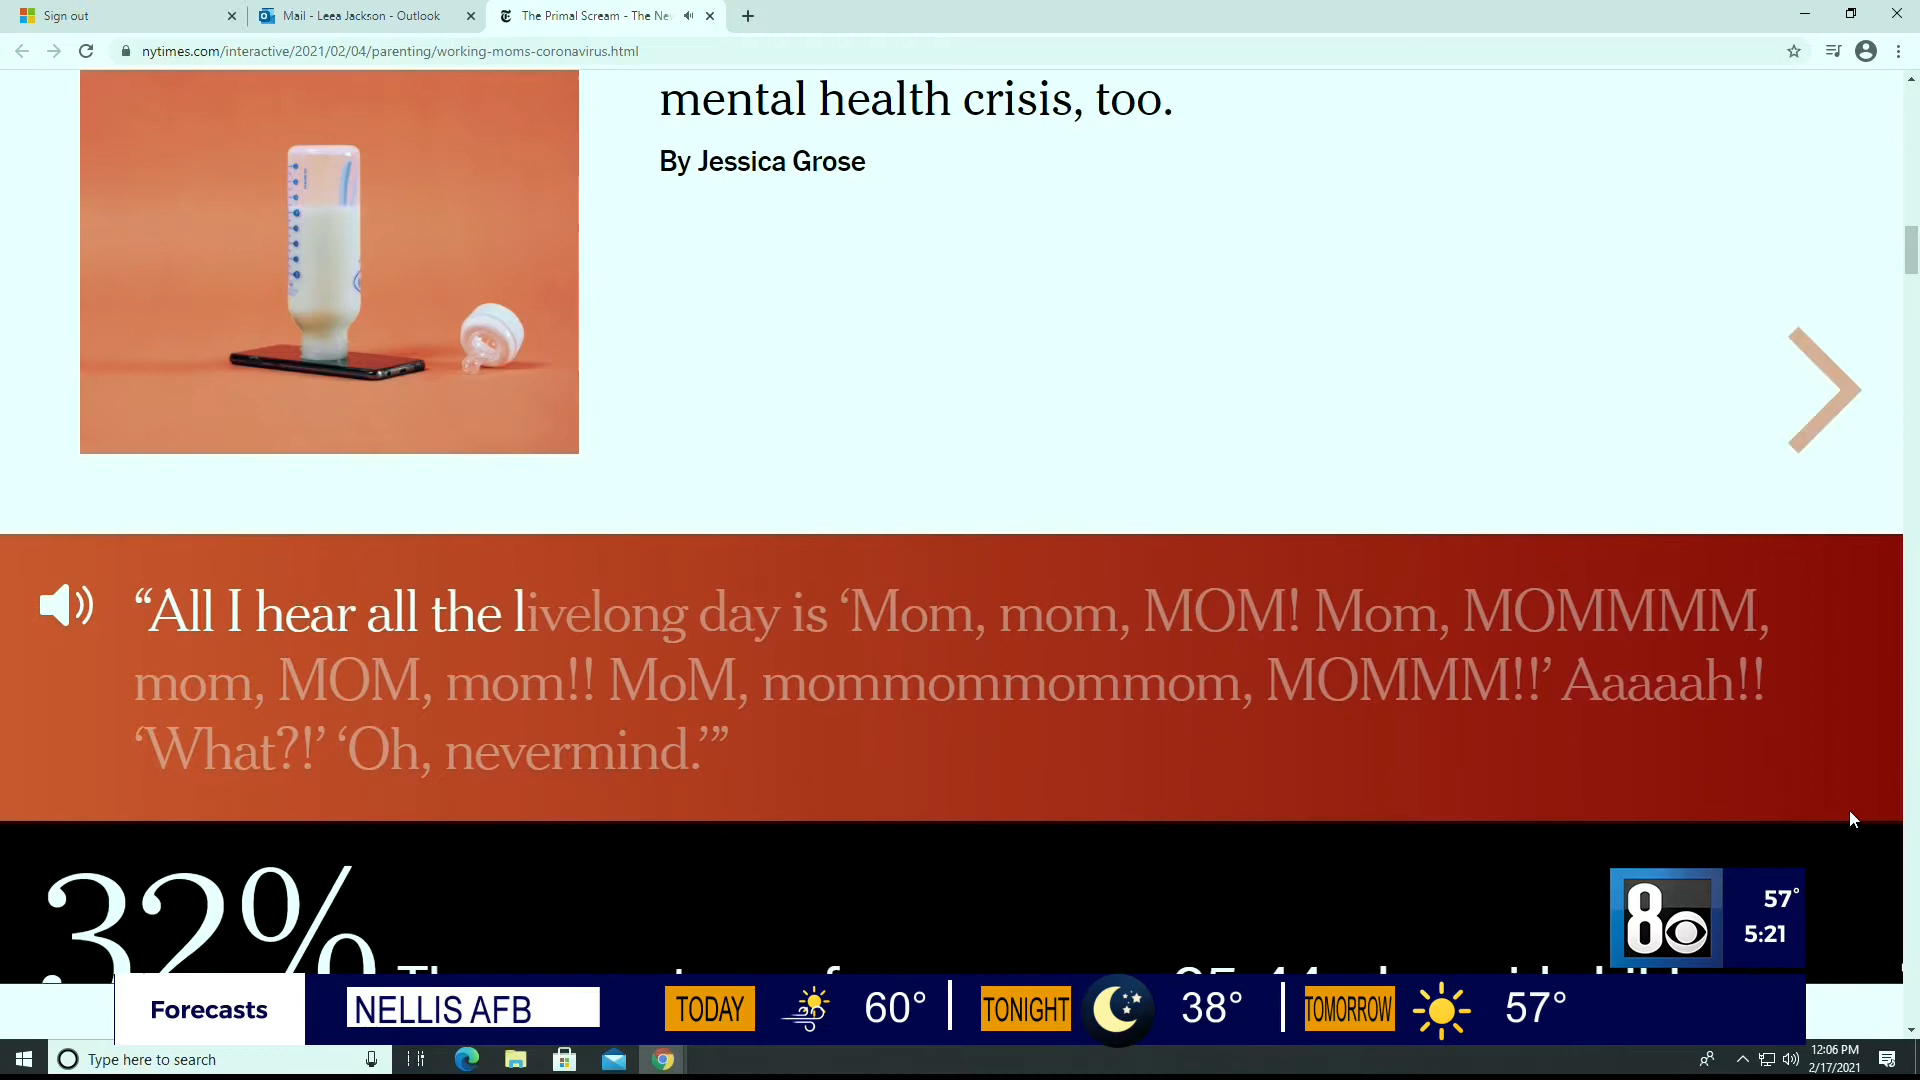 Sign out
Mail - Leea Jackson - Outlook
The Primal Scream - The Ne
nytimes.com/interactive/2021/02/04/parenting/working-moms-coronavirus.html
mental health crisis, too.
By Jessica Grose
“All I hear all the livelong day is ‘Mom, mom, MOM! Mom, MOMMMM,
mom, MOM, mom!! MoM, mommommommom, MOMMM!!’ Aaaaah!!
‘What?!’ ‘Oh, nevermind.’”
32%
8
57°
5:21
Forecasts
NELLIS AFB
TODAY
60°
TONIGHT
38°
TOMORROW
57°
Type here to search
12:06 PM
2/17/2021